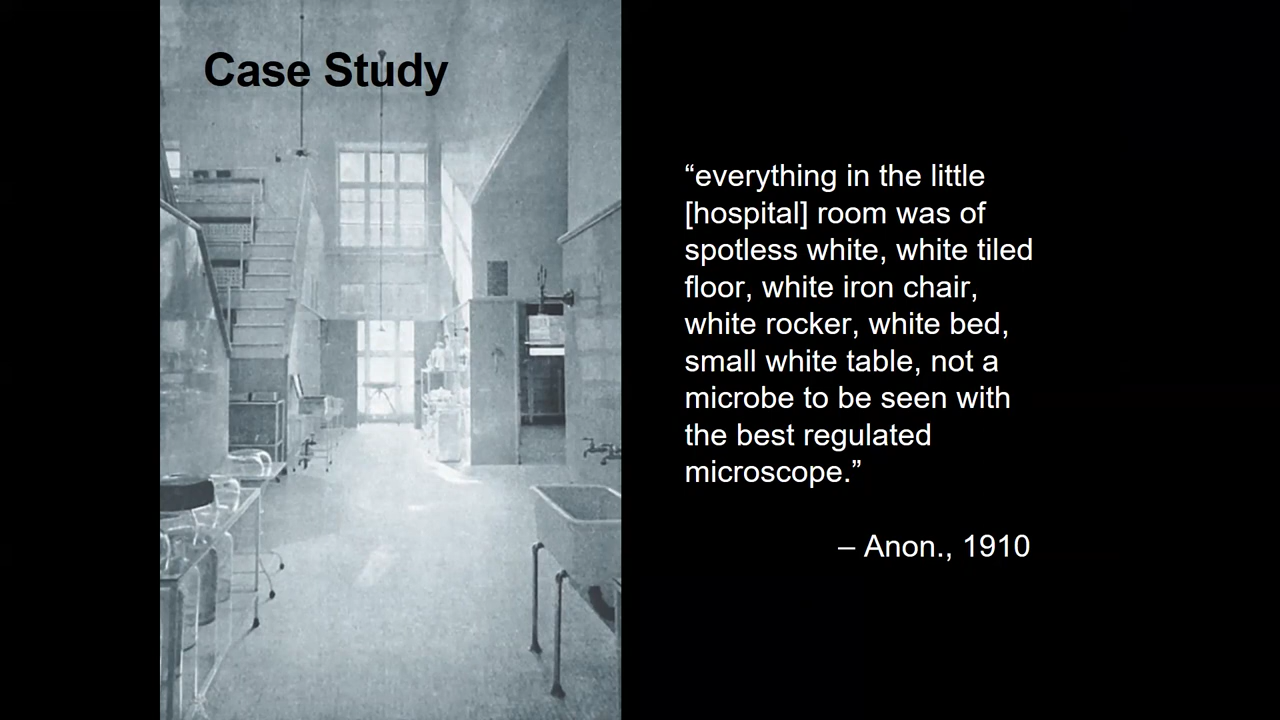 Case Study
“everything in the little
[hospital] room was of
spotless white, white tiled
floor, white iron chair,
white rocker, white bed,
small white table, not a
microbe to be seen with
the best regulated
microscope.”
– Anon., 1910